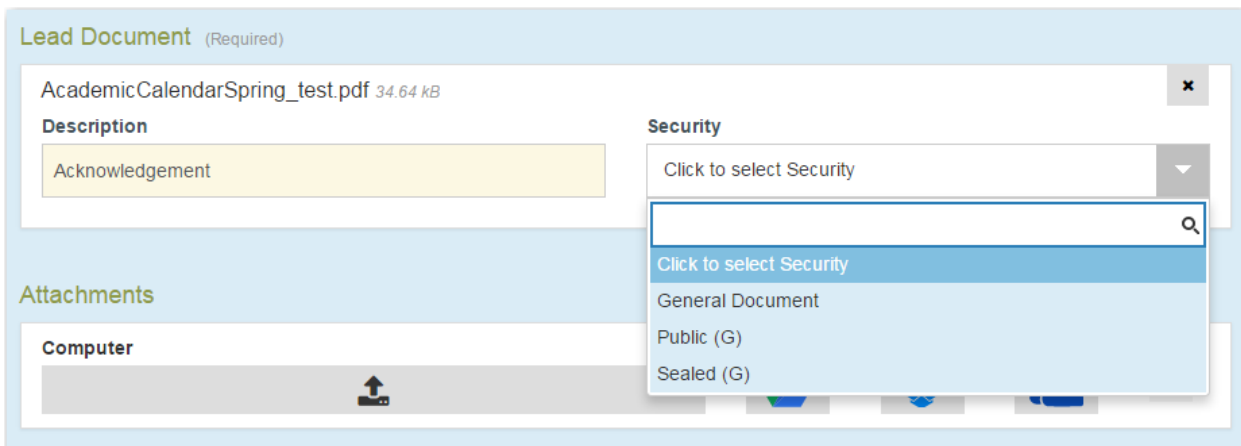 Lead Document (Required)
AcademicCalendarSpring_test.pdf 34.64 kB
Description
Security
Acknowledgement
Click to select Security
Click to select Security
General Document
Public (G)
Sealed (G)
Attachments
Computer